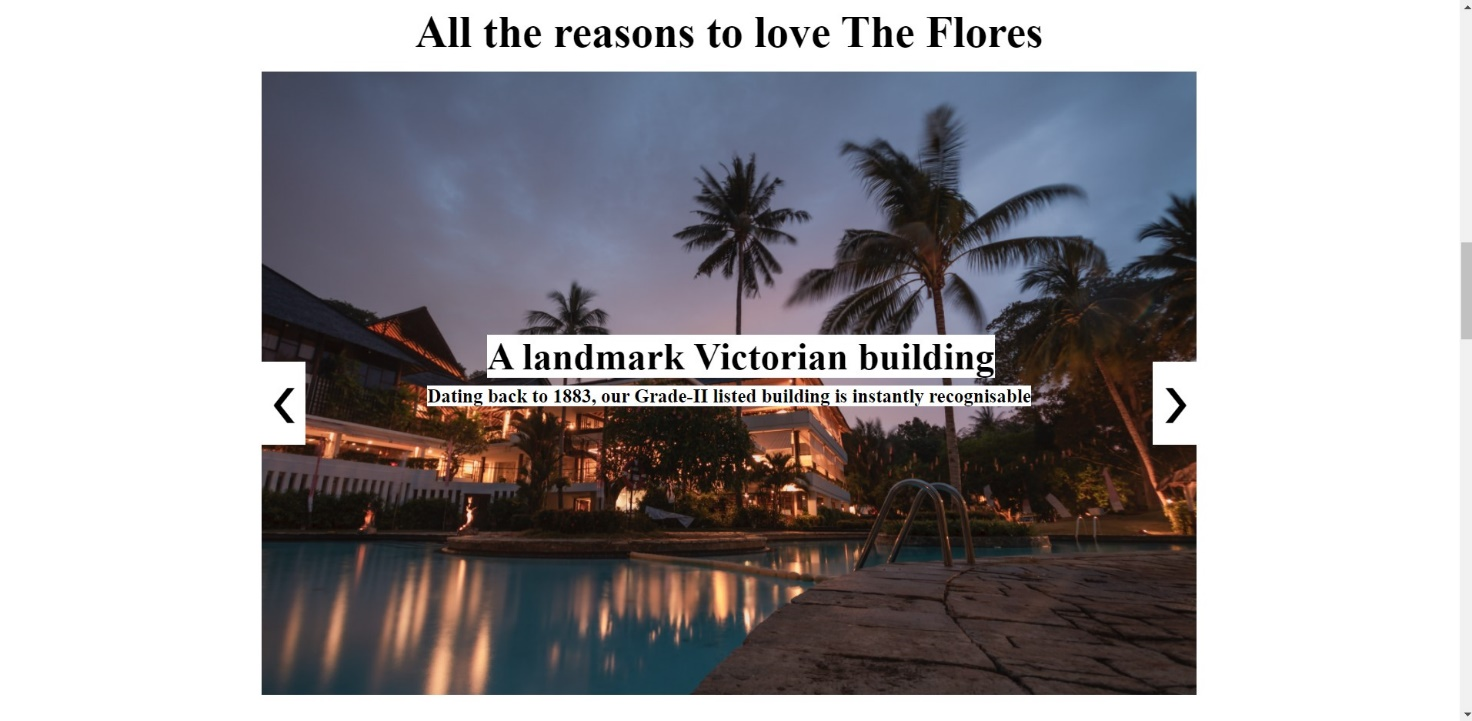 All the reasons to love The Flores
A landmark Victorian building
Dating back to 1883, our Grade-II listed building is instantly recognisable